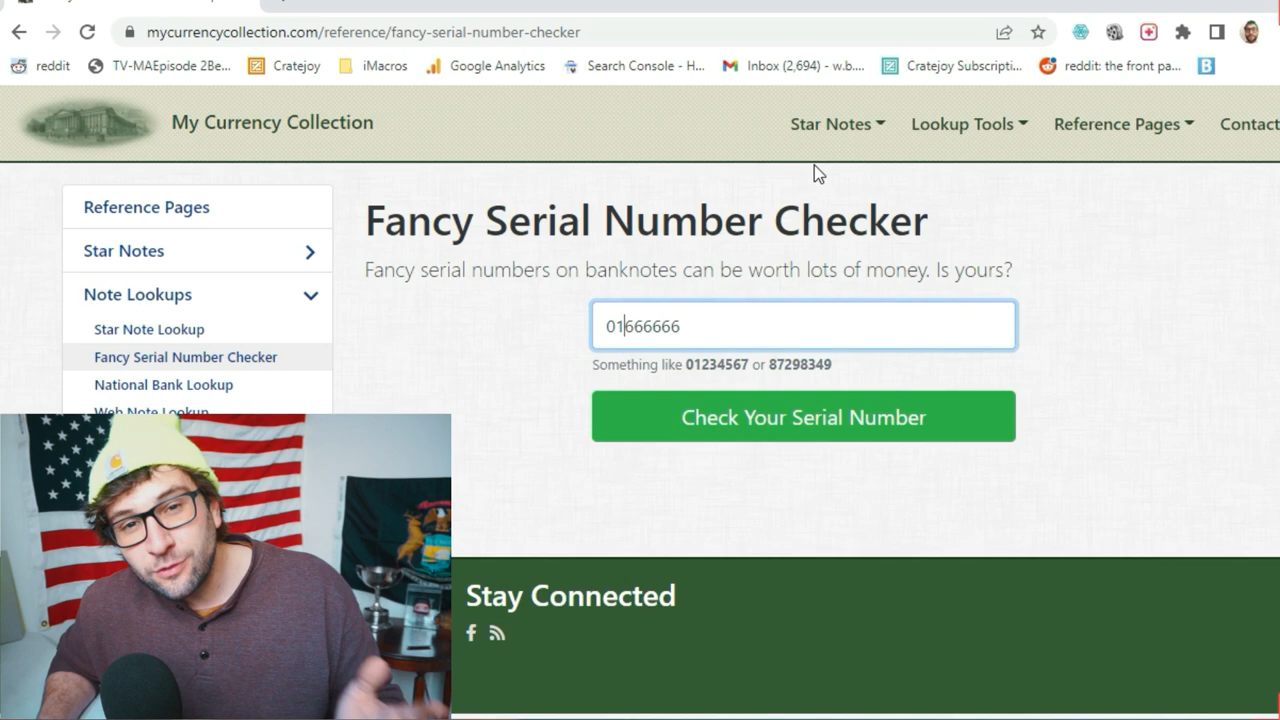 mycurrencycollection.com/reference/fancy-serial-number-checker
reddit TV-MAEpisode 2Be... Cratejoy iMacros Google Analytics Search Console - H... Inbox (2,694) - w.b.... Cratejoy Subscripti... reddit: the front pa... B
My Currency Collection
Star Notes Lookup Tools Reference Pages Contact
Reference Pages
Star Notes
Note Lookups
Star Note Lookup
Fancy Serial Number Checker
National Bank Lookup
Web Note Lookup
Fancy Serial Number Checker
Fancy serial numbers on banknotes can be worth lots of money. Is yours?
01666666
Something like 01234567 or 87298349
Check Your Serial Number
Stay Connected